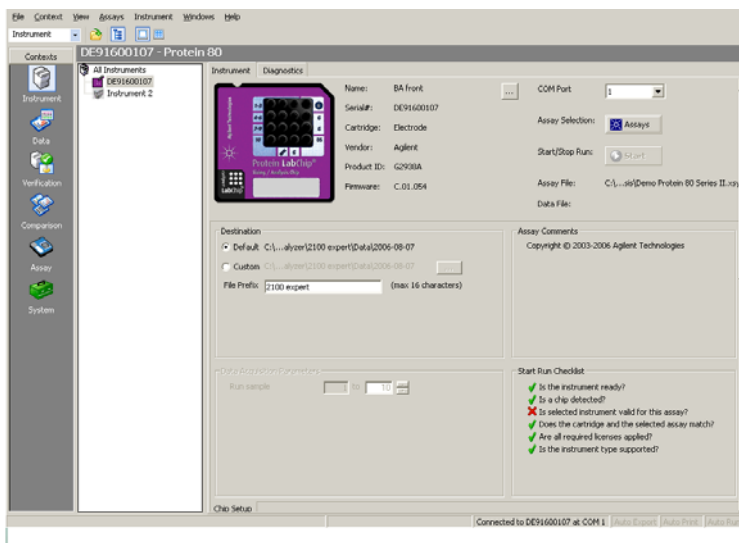 File Context View Assays Instrument Windows Help
Instrument
Contexts
DE91600107 - Protein 80
Instrument
Data
Verification
Comparison
Assay
System
All Instruments
DE91600107
Instrument 2
Instrument Diagnostics
Agilent Technologies
Protein LabChip®
LabChip
Name: BA front ...
Serial#: DE91600107
Cartridge: Electrode
Vendor: Agilent
Product ID: G2938A
Firmware: C.01.054
COM Port 1
Assay Selection: Assays
Start/Stop Run: Start
Assay File: C:\...sis\Demo Protein 80 Series II.xsy
Data File:
Destination
Default C:\...alyzer\2100 expert\Data\2006-08-07
Custom C:\...alyzer\2100 expert\Data\2006-08-07
File Prefix 2100 expert (max 16 characters)
Assay Comments
Copyright © 2003-2006 Agilent Technologies
Data Acquisition Parameters
Run sample 1 to 10
Start Run Checklist
Is the instrument ready?
Is a chip detected?
Is selected instrument valid for this assay?
Does the cartridge and the selected assay match?
Are all required licenses applied?
Is the instrument type supported?
Chip Setup
Connected to DE91600107 at COM 1 Auto Export Auto Print Auto Run